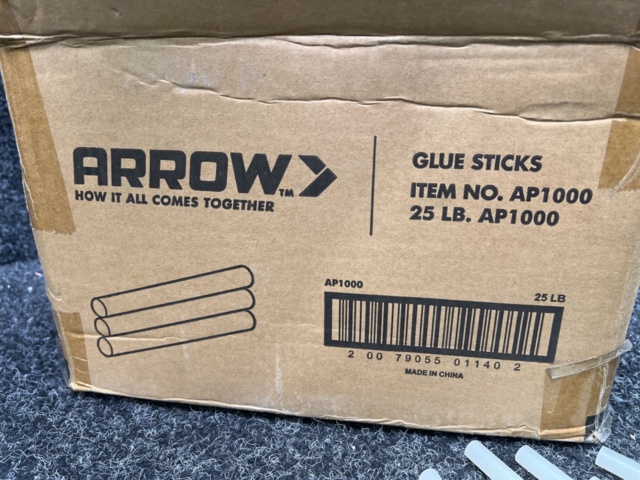 ARROW
TM
HOW IT ALL COMES TOGETHER
GLUE STICKS
ITEM NO. AP1000
25 LB. AP1000
AP1000
25 LB
2 00 79055 01140 2
MADE IN CHINA